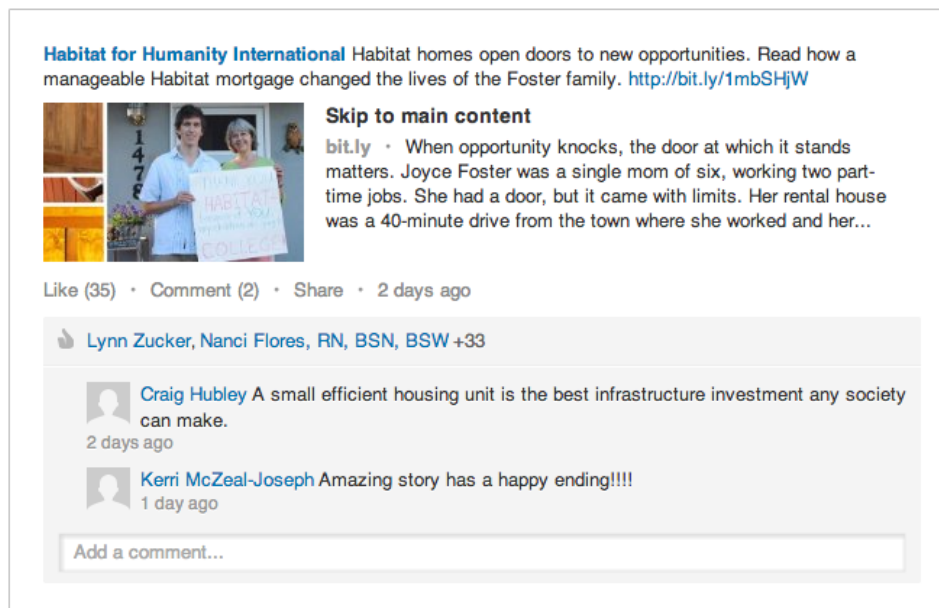 Habitat for Humanity International Habitat homes open doors to new opportunities. Read how a
manageable Habitat mortgage changed the lives of the Foster family. http://bit.ly/1mbSHjW
1478
THANK YOU
HABITAT
YOU
COLLEGE
Skip to main content
bit.ly · When opportunity knocks, the door at which it stands
matters. Joyce Foster was a single mom of six, working two part-
time jobs. She had a door, but it came with limits. Her rental house
was a 40-minute drive from the town where she worked and her...
Like (35) · Comment (2) · Share · 2 days ago
Lynn Zucker, Nanci Flores, RN, BSN, BSW +33
Craig Hubley A small efficient housing unit is the best infrastructure investment any society
can make.
2 days ago
Kerri McZeal-Joseph Amazing story has a happy ending!!!!
1 day ago
Add a comment...